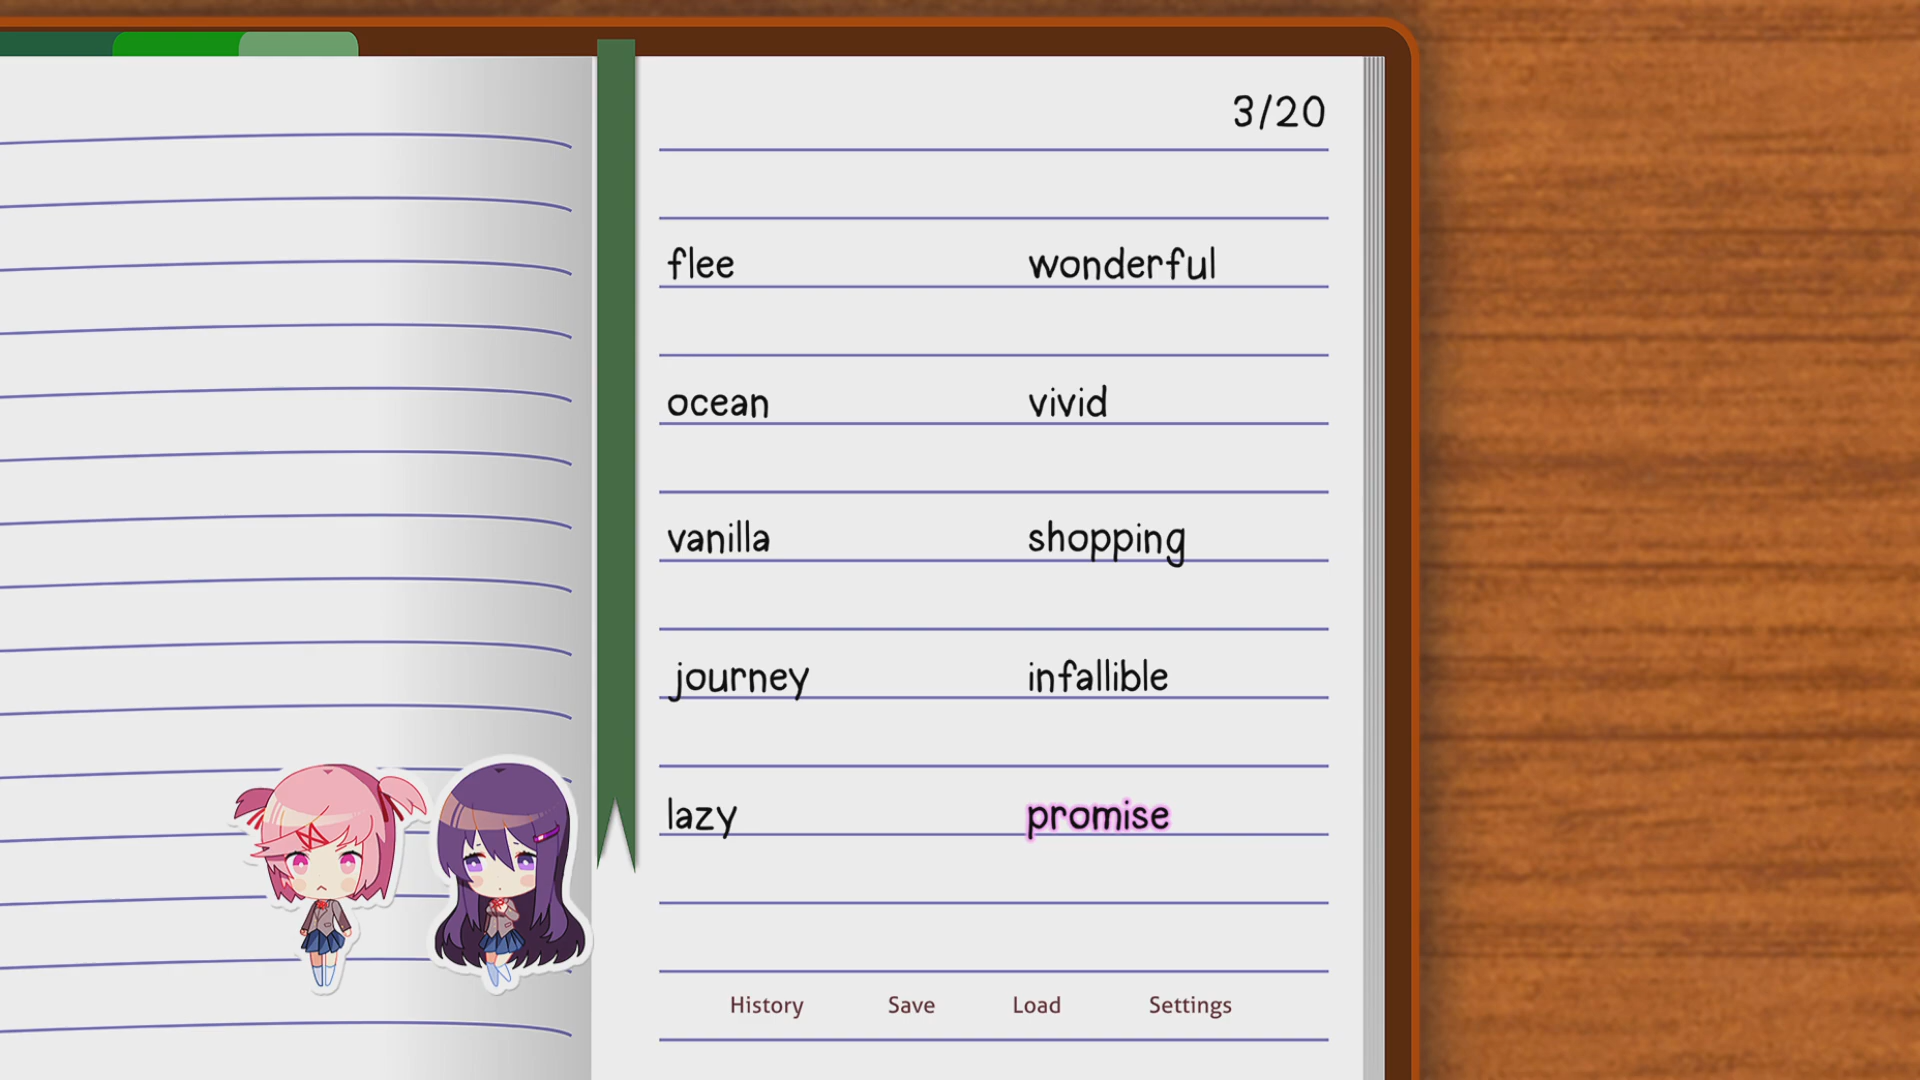 3/20
flee wonderful
ocean vivid
vanilla shopping
journey infallible
lazy promise
History Save Load Settings